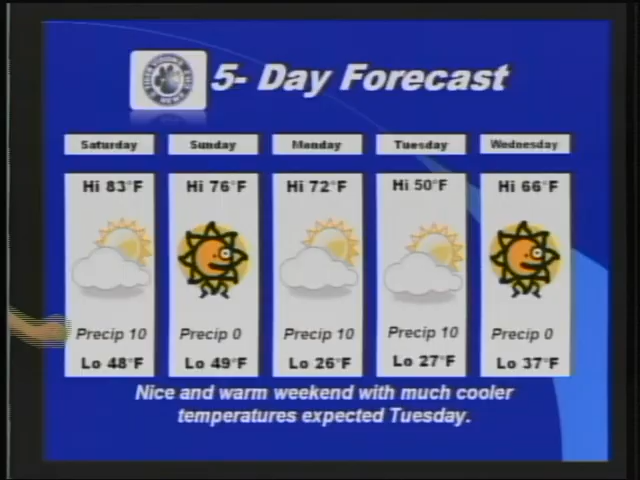 5- Day Forecast
Saturday
Sunday
Monday
Tuesday
Wednesday
Hi 83°F
Hi 76°F
Hi 72°F
Hi 50°F
Hi 66°F
Precip 10
Precip 0
Precip 10
Precip 10
Precip 0
Lo 48°F
Lo 49°F
Lo 26°F
Lo 27°F
Lo 37°F
Nice and warm weekend with much cooler
temperatures expected Tuesday.